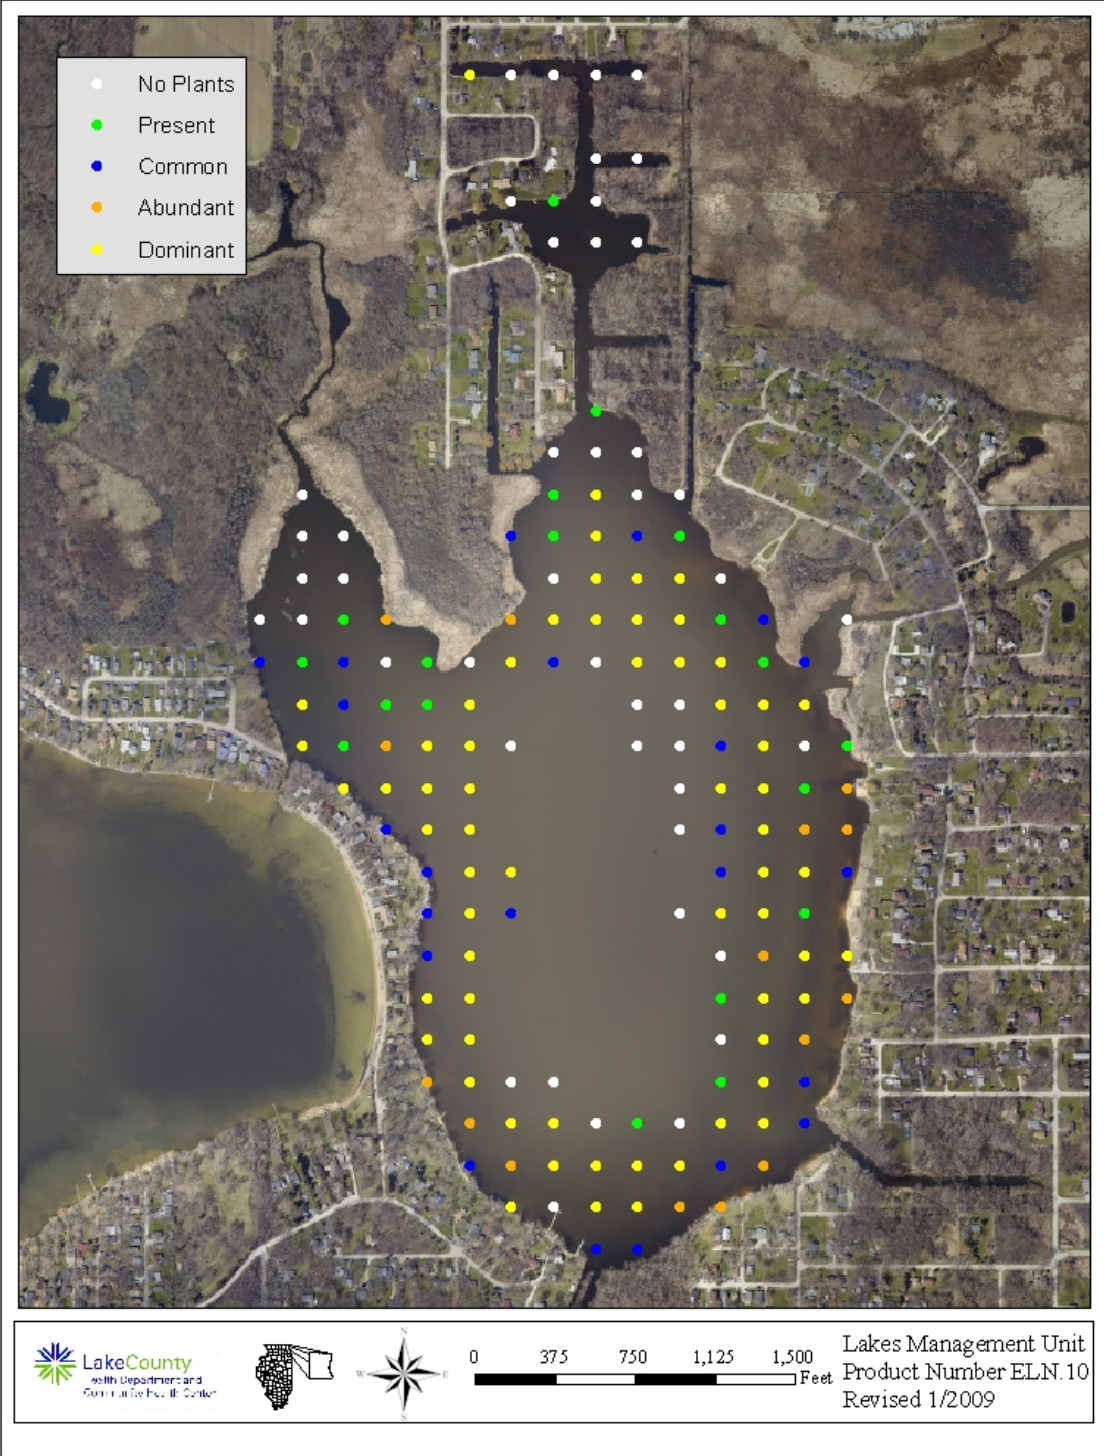 No Plants
Present
Common
Abundant
Dominant
LakeCounty
Health Department and
Community Health Center
N
W E
S
0 375 750 1,125 1,500
Feet
Lakes Management Unit
Product Number ELN.10
Revised 1/2009